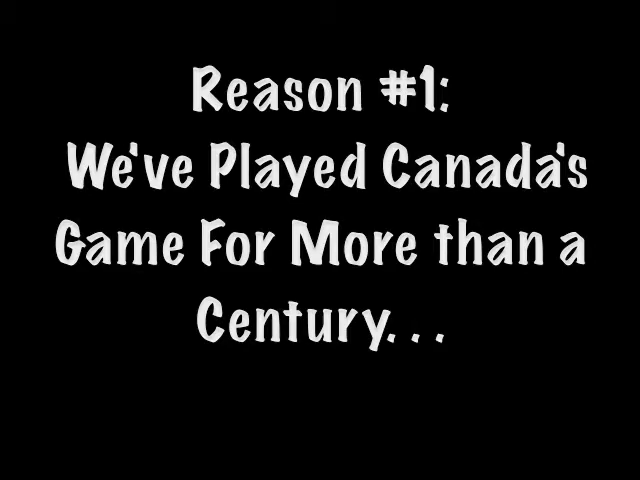 Reason #1:
We've Played Canada's
Game For More than a
Century...